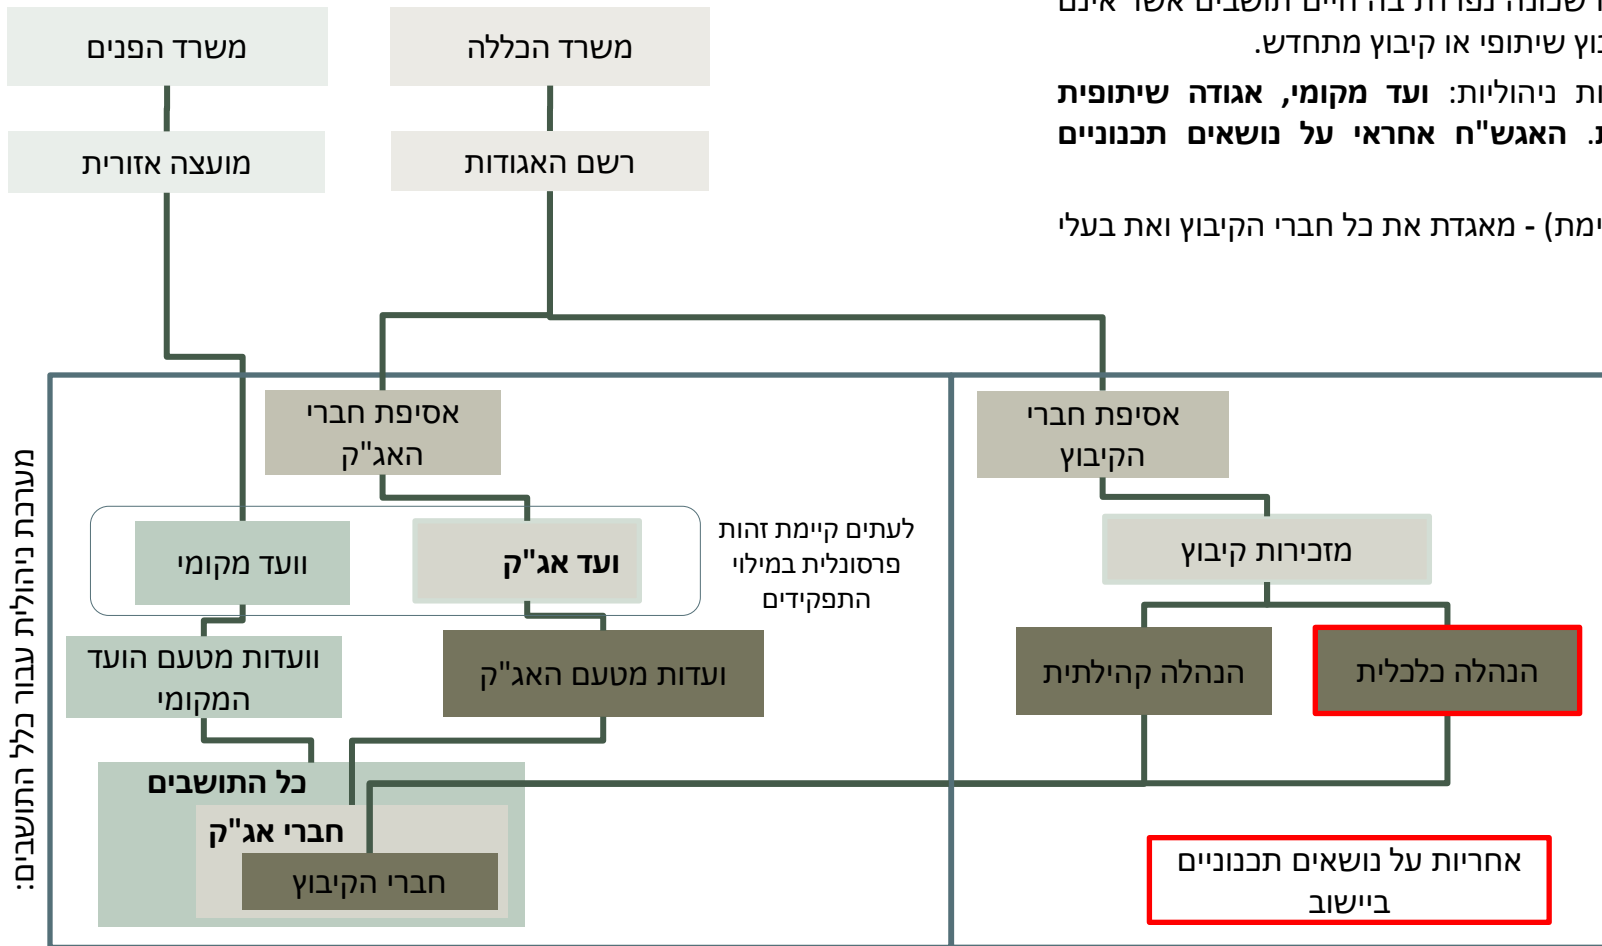 שכונה נפרדת בה חיים תושבים אשר אינם
שיתופי או קיבוץ מתחדש.
ניהוליות: ועד מקומי, אגודה שיתופית
האגש"ח אחראי על נושאים תכנוניים
- מאגדת את כל חברי הקיבוץ ואת בעלי
משרד הכללה
משרד הפנים
רשם האגודות
מועצה אזורית
אסיפת חברי
הקיבוץ
מזכירות קיבוץ
הנהלה כלכלית
הנהלה קהילתית
אחריות על נושאים תכנוניים
ביישוב
אסיפת חברי
האג"ק
לעתים קיימת זהות
פרסונלית במילוי
התפקידים
ועד אג"ק
וועד מקומי
ועדות מטעם האג"ק
וועדות מטעם הועד
המקומי
כל התושבים
חברי אג"ק
חברי הקיבוץ
מערכת ניהולית עבור כלל התושבים: